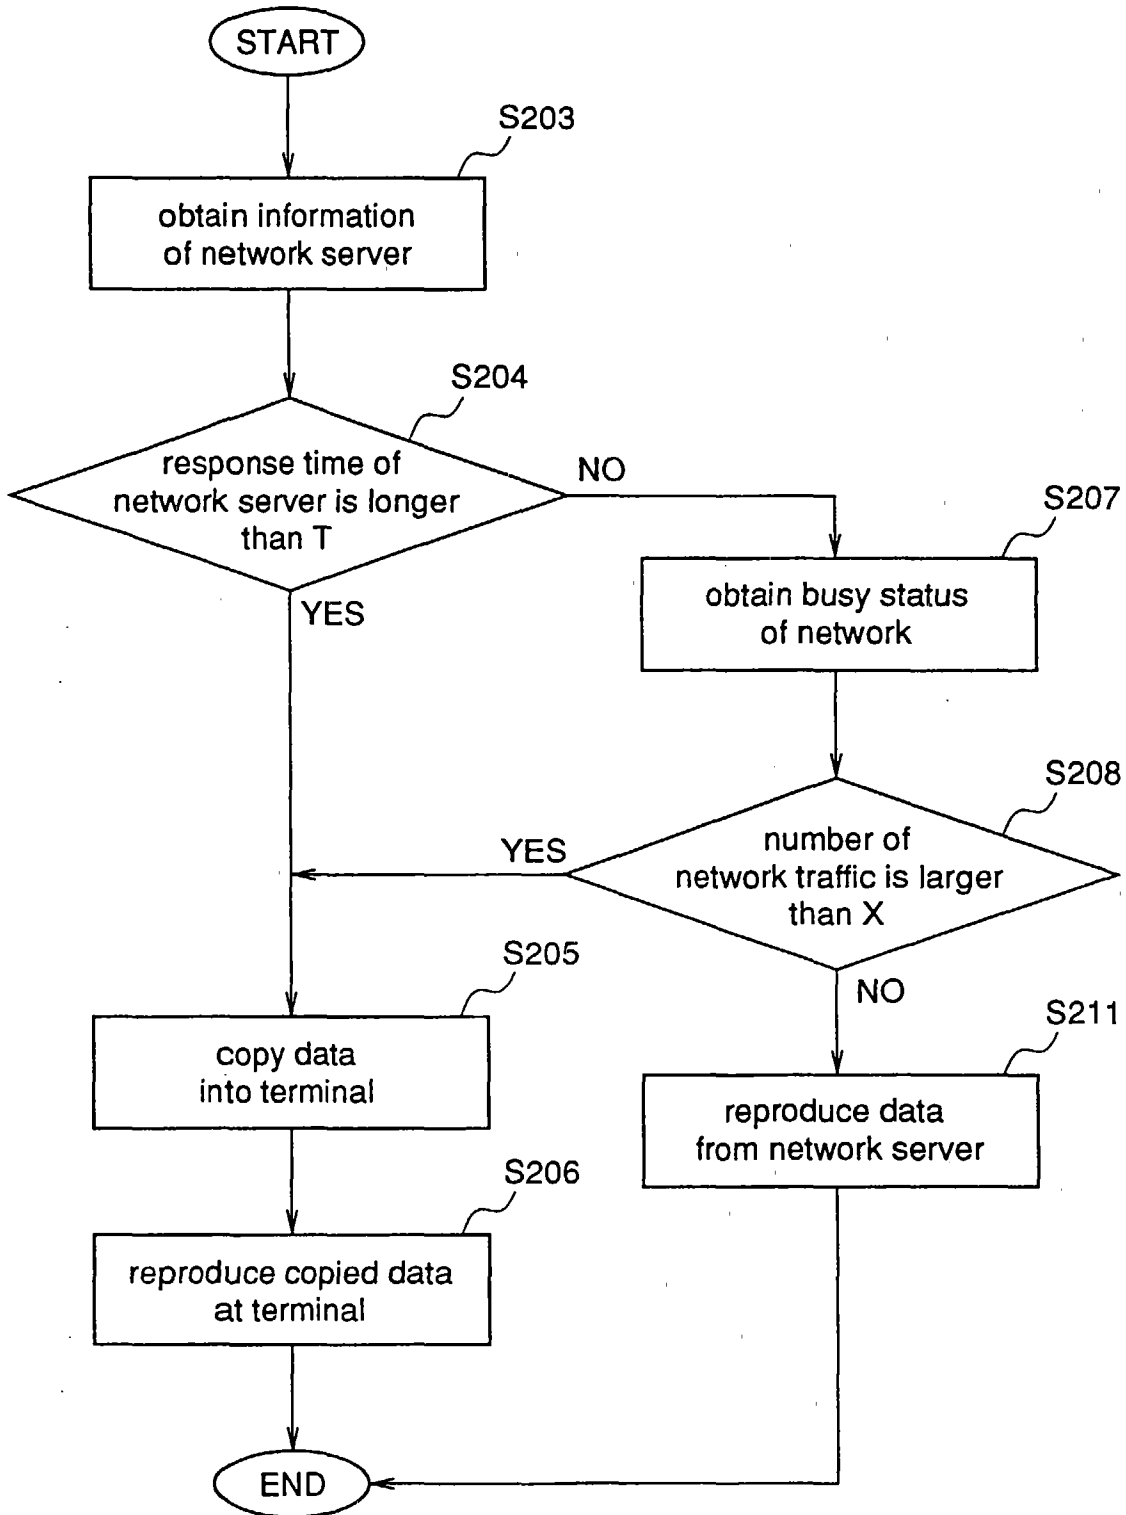 START
S203
obtain information
of network server
S204
response time of
network server is longer
than T
NO
YES
S207
obtain busy status
of network
S208
number of
network traffic is larger
than X
YES
NO
S205
copy data
into terminal
S211
reproduce data
from network server
S206
reproduce copied data
at terminal
END